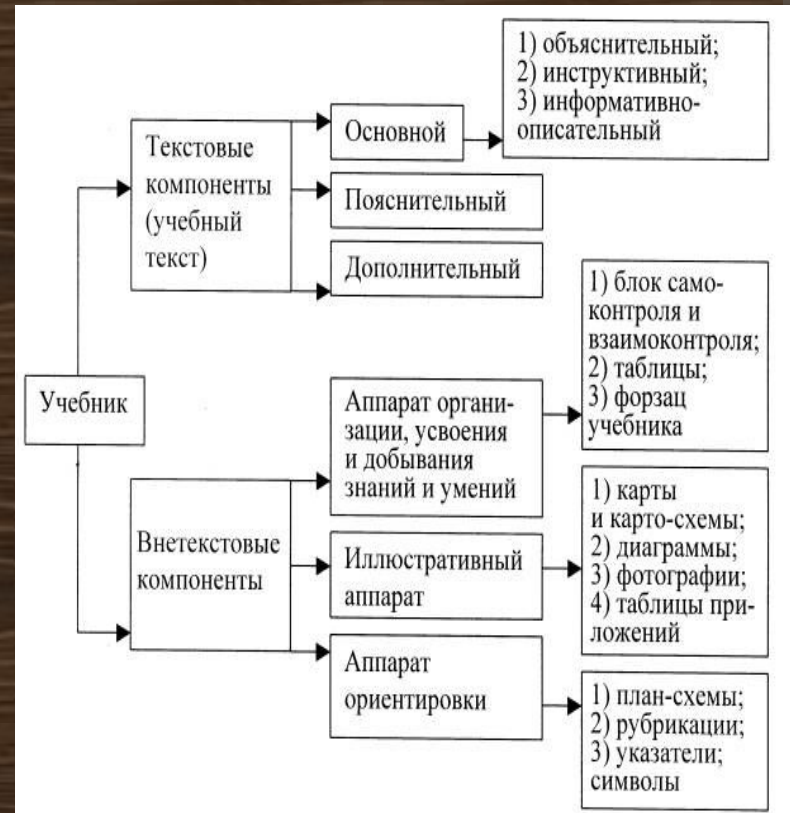 Учебник
Текстовые
компоненты
(учебный
текст)
Основной
1) объяснительный;
2) инструктивный;
3) информативно-
описательный
Пояснительный
Дополнительный
Внетекстовые
компоненты
Аппарат органи-
зации, усвоения
и добывания
знаний и умений
1) блок само-
контроля и
взаимоконтроля;
2) таблицы;
3) форзац
учебника
Иллюстративный
аппарат
1) карты
и карто-схемы;
2) диаграммы;
3) фотографии;
4) таблицы при-
ложений
Аппарат
ориентировки
1) план-схемы;
2) рубрикации;
3) указатели;
символы